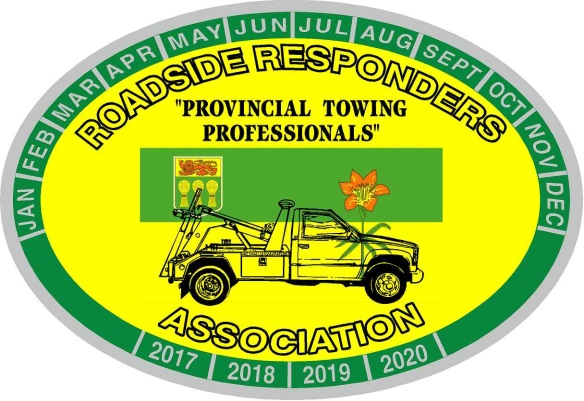 JAN FEB MAR APR MAY JUN JUL AUG SEPT OCT NOV DEC
ROADSIDE RESPONDERS
"PROVINCIAL TOWING
PROFESSIONALS"
ASSOCIATION
2017 2018 2019 2020